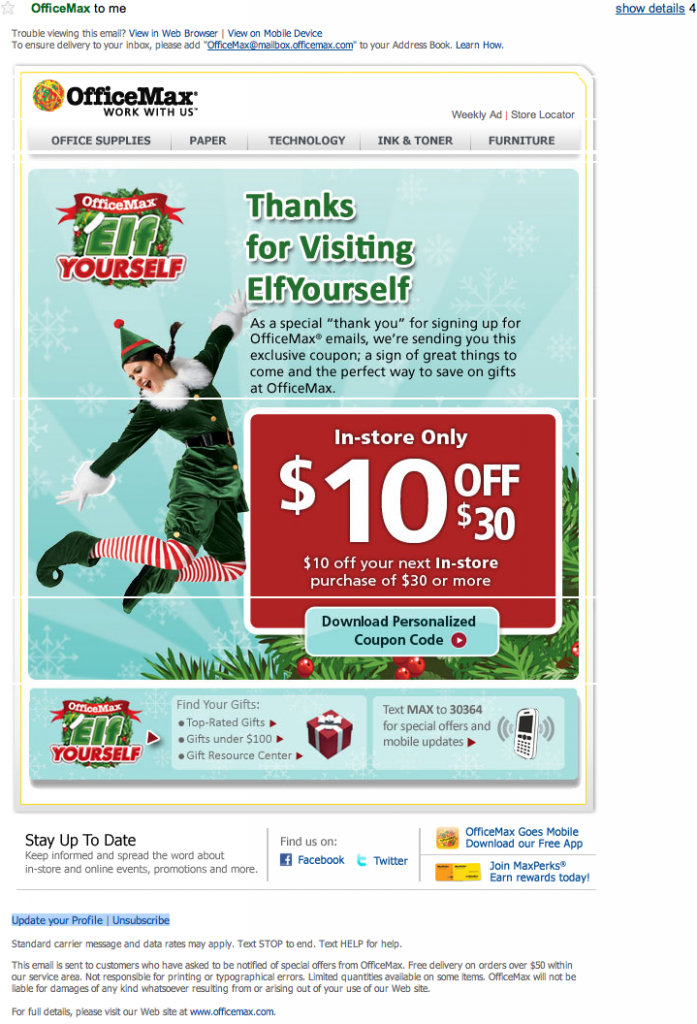 OfficeMax to me
show details 4
Trouble viewing this email? View in Web Browser | View on Mobile Device
To ensure delivery to your inbox, please add "OfficeMax@mailbox.officemax.com" to your Address Book. Learn How.
OfficeMax®
WORK WITH US™
Weekly Ad | Store Locator
OFFICE SUPPLIES
PAPER
TECHNOLOGY
INK & TONER
FURNITURE
OfficeMax®
Elf
YOURSELF
Thanks
for Visiting
ElfYourself
As a special “thank you” for signing up for
OfficeMax® emails, we’re sending you this
exclusive coupon; a sign of great things to
come and the perfect way to save on gifts
at OfficeMax.
In-store Only
$10 OFF
$30
$10 off your next In-store
purchase of $30 or more
Download Personalized
Coupon Code
OfficeMax®
Elf
YOURSELF
Find Your Gifts:
• Top-Rated Gifts
• Gifts under $100
• Gift Resource Center
Text MAX to 30364
for special offers and
mobile updates
Stay Up To Date
Keep informed and spread the word about
in-store and online events, promotions and more.
Find us on:
Facebook
Twitter
OfficeMax Goes Mobile
Download our Free App
Join MaxPerks®
Earn rewards today!
Update your Profile | Unsubscribe
Standard carrier message and data rates may apply. Text STOP to end. Text HELP for help.
This email is sent to customers who have asked to be notified of special offers from OfficeMax. Free delivery on orders over $50 within
our service area. Not responsible for printing or typographical errors. Limited quantities available on some items. OfficeMax will not be
liable for damages of any kind whatsoever resulting from or arising out of your use of our Web site.
For full details, please visit our Web site at www.officemax.com.